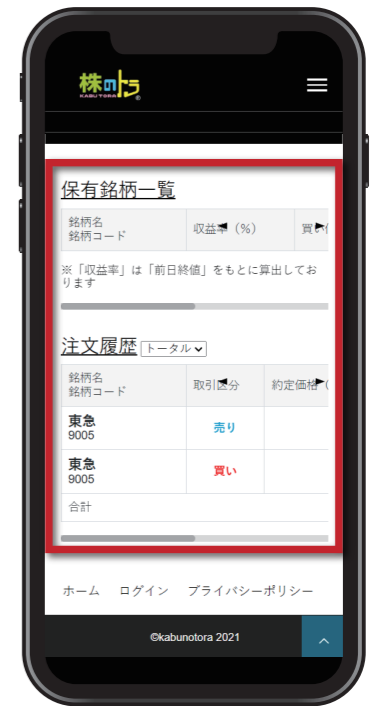 株のトラ
KABU TORA
保有銘柄一覧
銘柄名
銘柄コード
収益率 (%)
買い
※「収益率」は「前日終値」をもとに算出してお
ります
注文履歴 トータル
銘柄名
銘柄コード
取引区分
約定価格
東急
9005
売り
東急
9005
買い
合計
ホーム ログイン プライバシーポリシー
©kabunotora 2021